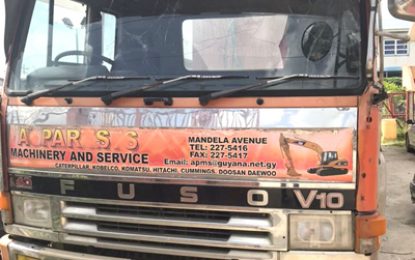 A PAR S.S
MACHINERY AND SERVICE
CATERPILLAR, KOBELCO, KOMATSU, HITACHI, CUMMINGS, DOOSAN DAEWOO
MANDELA AVENUE
TEL: 227-5416
FAX: 227-5417
Email: apms@guyana.net.gy
FUSO V10